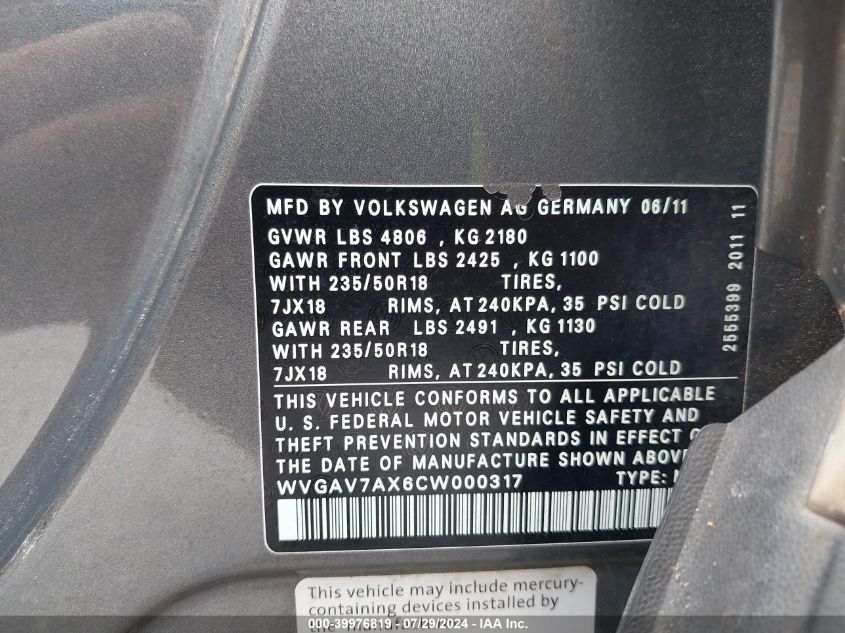 MFD BY VOLKSWAGEN AG GERMANY 06/11
GVWR LBS 4806 , KG 2180
GAWR FRONT LBS 2425 , KG 1100
WITH 235/50R18 TIRES,
7JX18 RIMS, AT 240KPA, 35 PSI COLD
GAWR REAR LBS 2491 , KG 1130
WITH 235/50R18 TIRES,
7JX18 RIMS, AT 240KPA, 35 PSI COLD
2555399 2011 11
THIS VEHICLE CONFORMS TO ALL APPLICABLE
U. S. FEDERAL MOTOR VEHICLE SAFETY AND
THEFT PREVENTION STANDARDS IN EFFECT
THE DATE OF MANUFACTURE SHOWN ABOVE
WVGAV7AX6CW000317 TYPE:
This vehicle may include mercury-
containing devices installed by
the
000-39976819 - 07/29/2024 - IAA Inc.